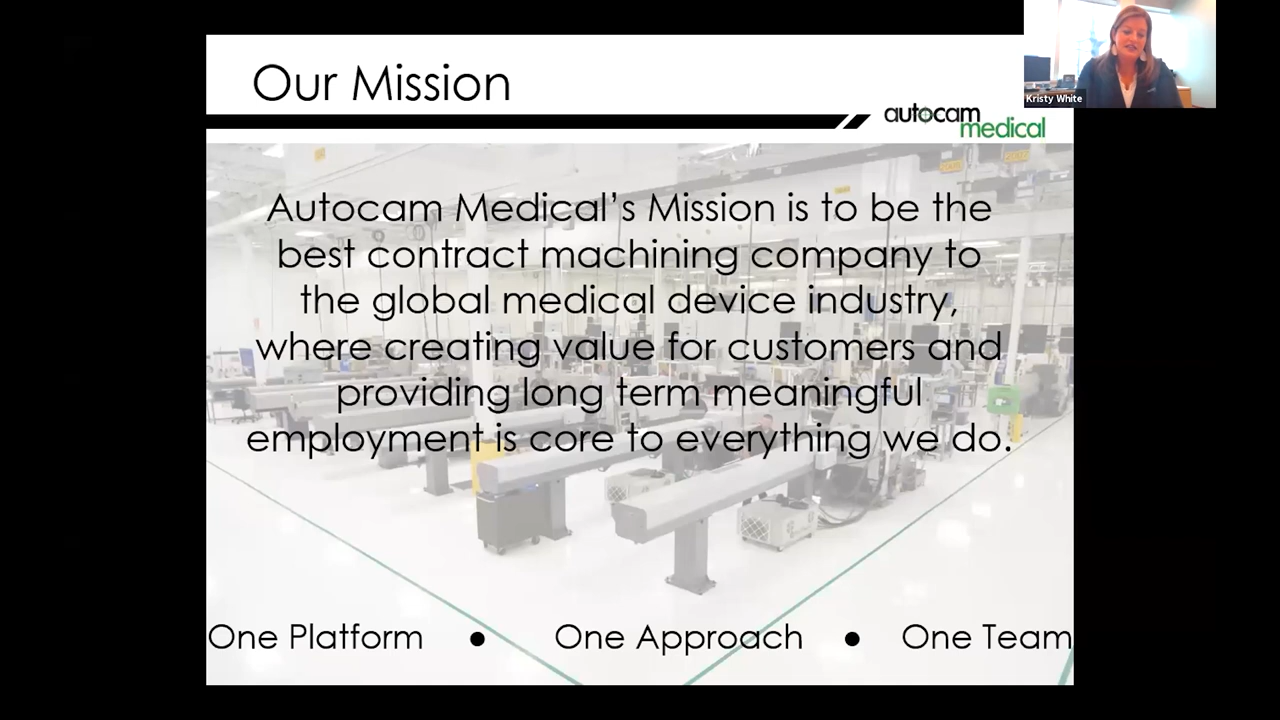 Our Mission
Kristy White
autocam
medical
Autocam Medical’s Mission is to be the
best contract machining company to
the global medical device industry,
where creating value for customers and
providing long term meaningful
employment is core to everything we do.
One Platform ● One Approach ● One Team